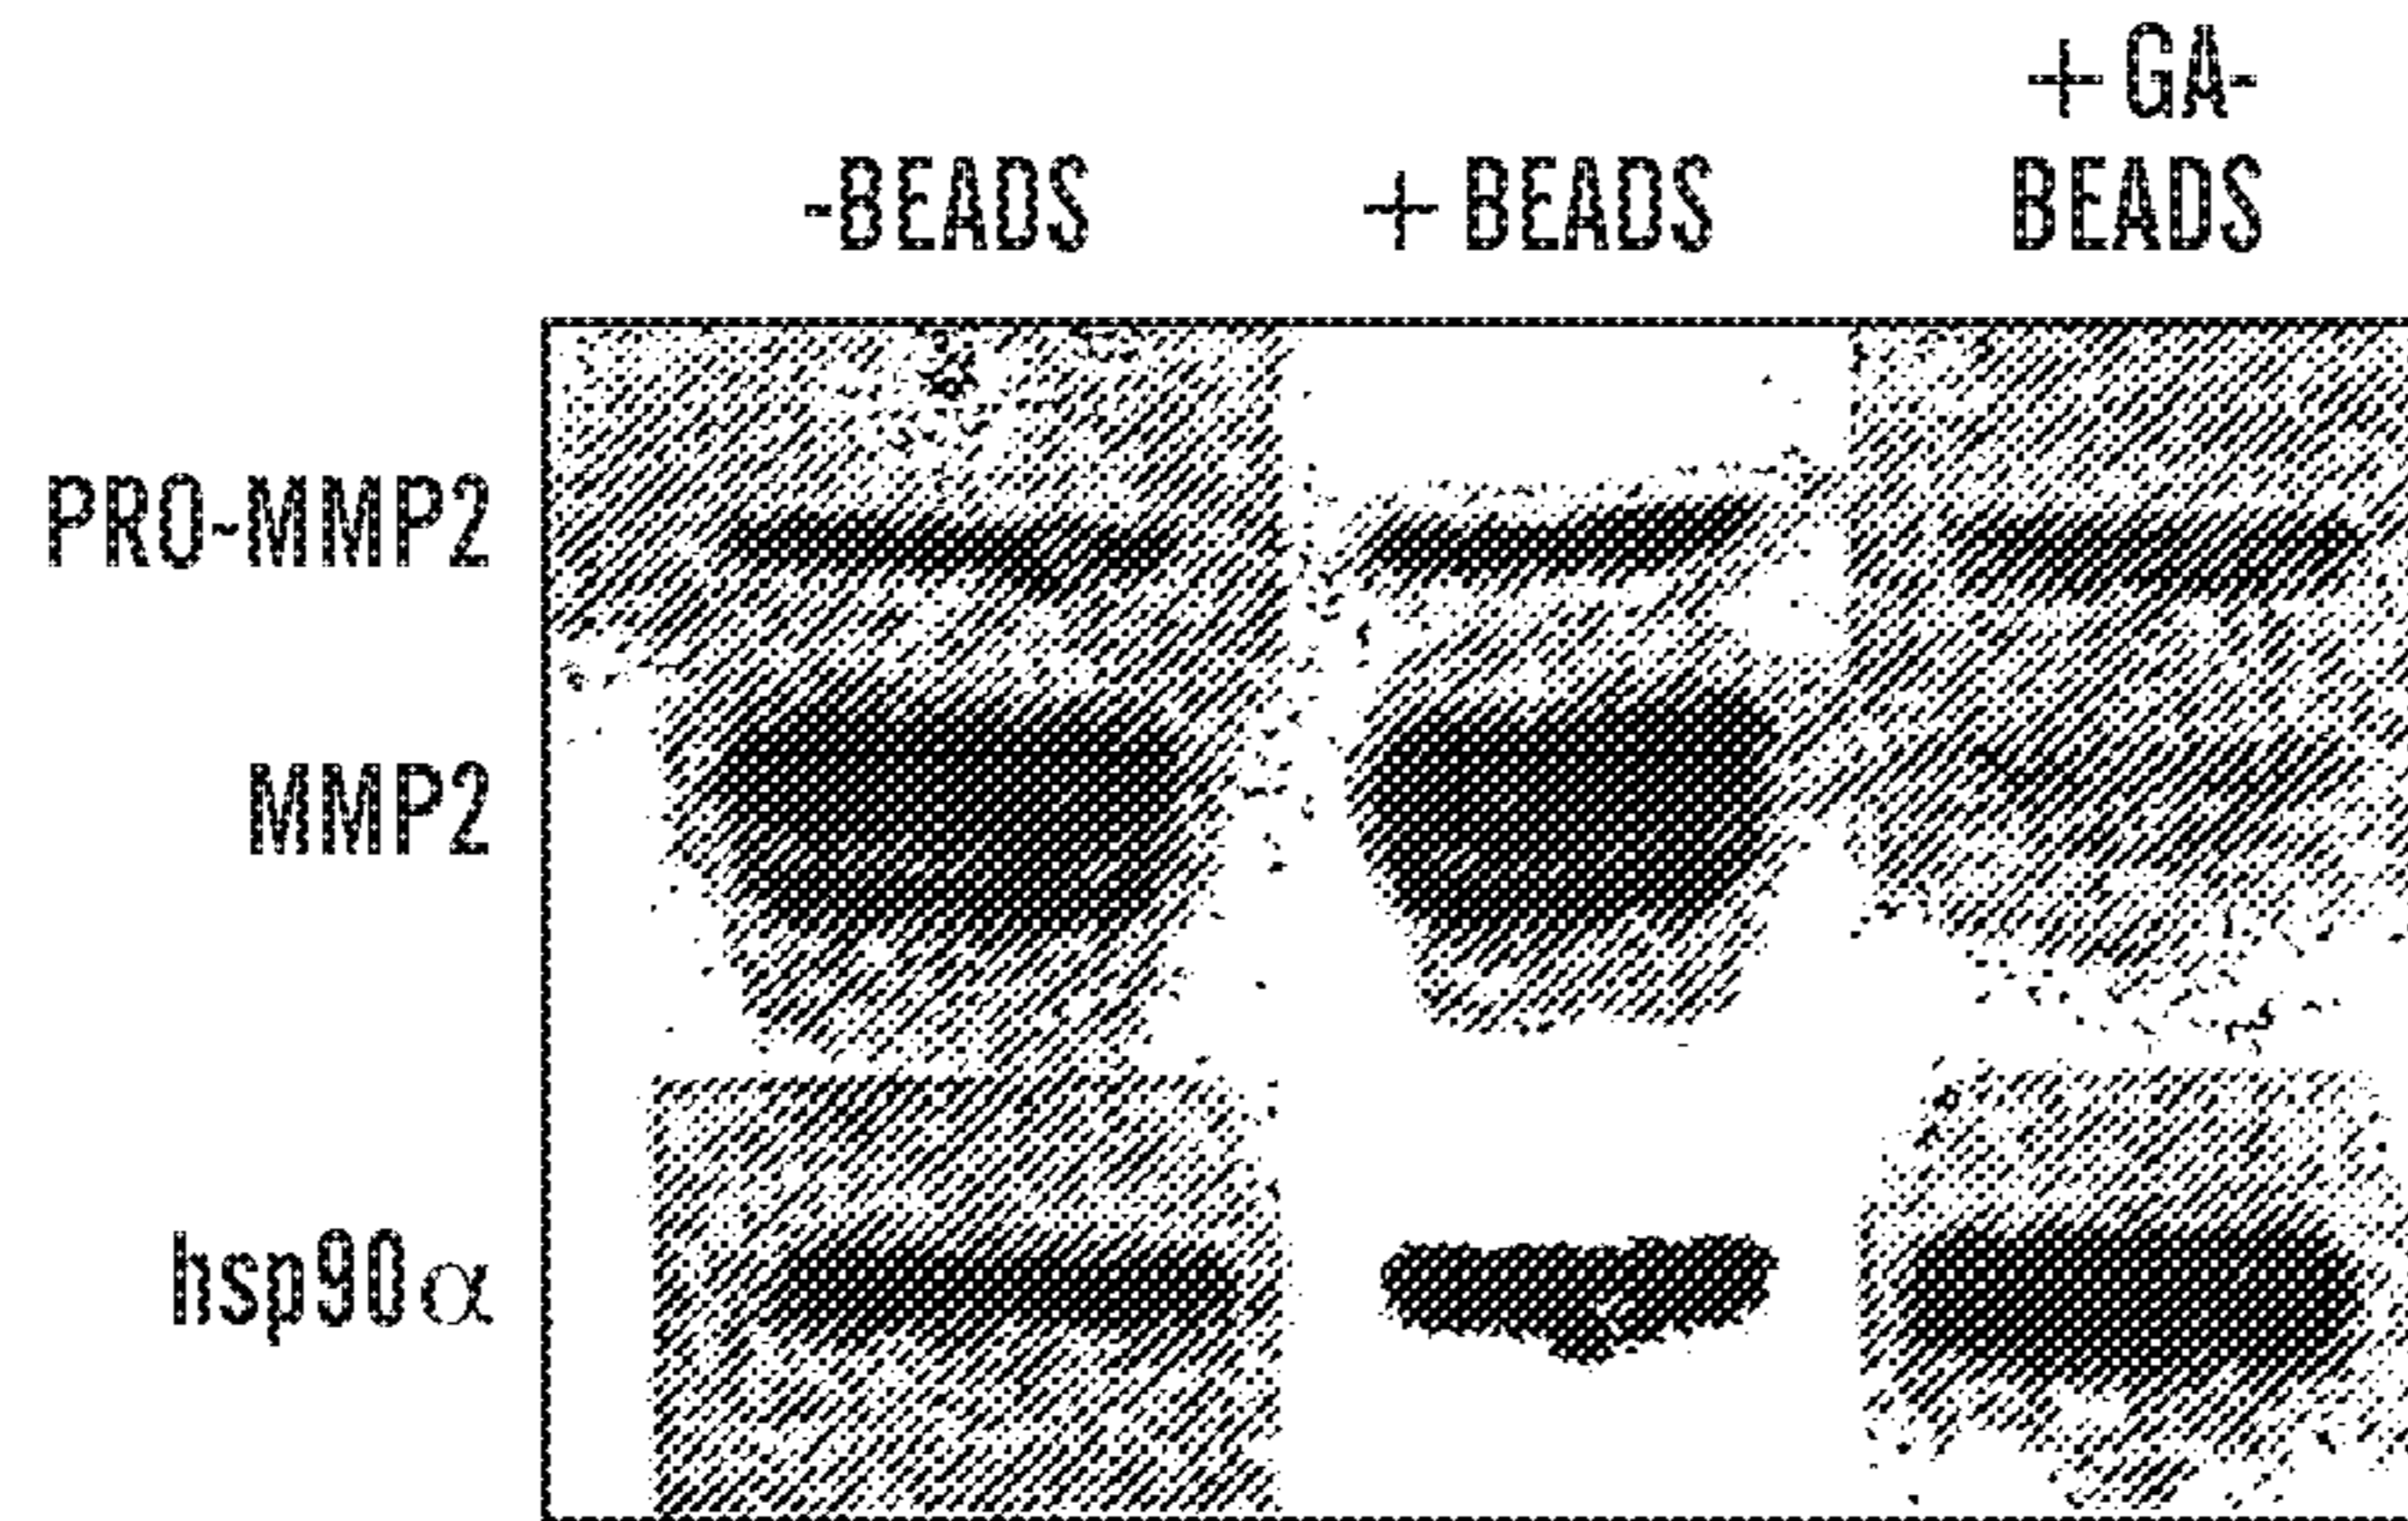 -BEADS
+ BEADS
+ GA-
BEADS
PRO-MMP2
MMP2
hsp90α